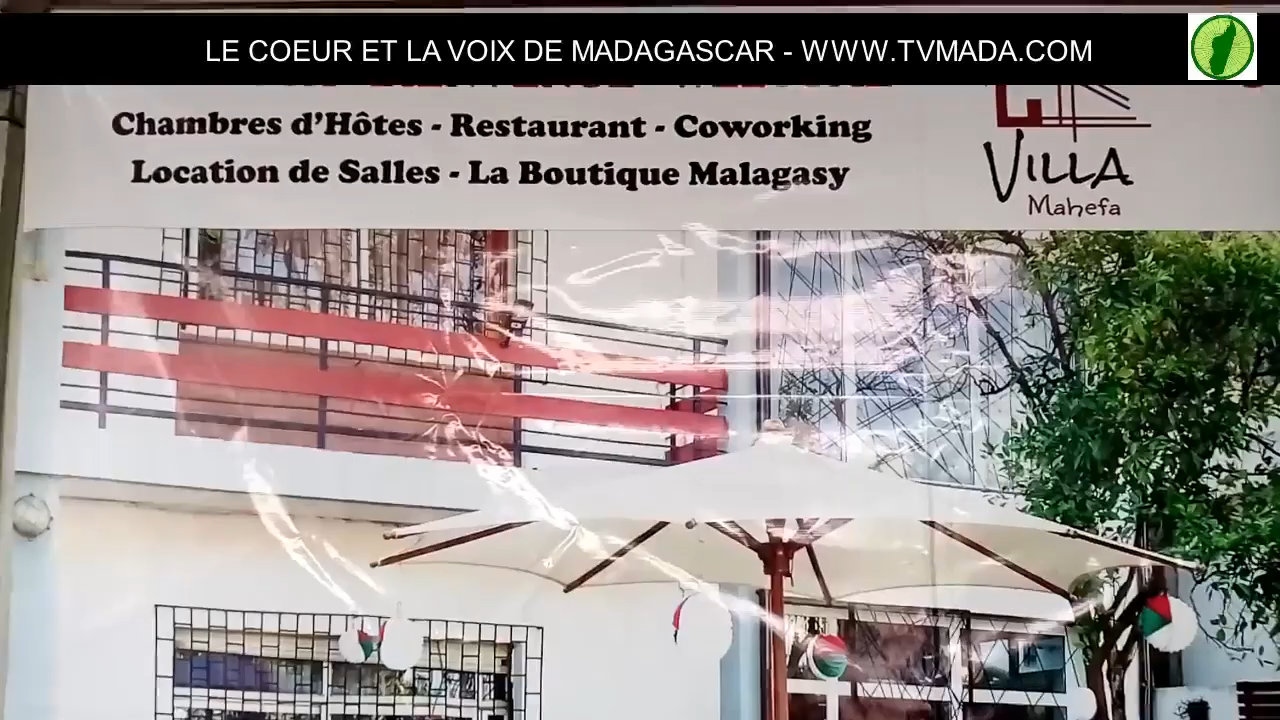 LE COEUR ET LA VOIX DE MADAGASCAR - WWW.TVMADA.COM
Chambres d'Hôtes - Restaurant - Coworking
Location de Salles - La Boutique Malagasy
VILLA
Mahefa